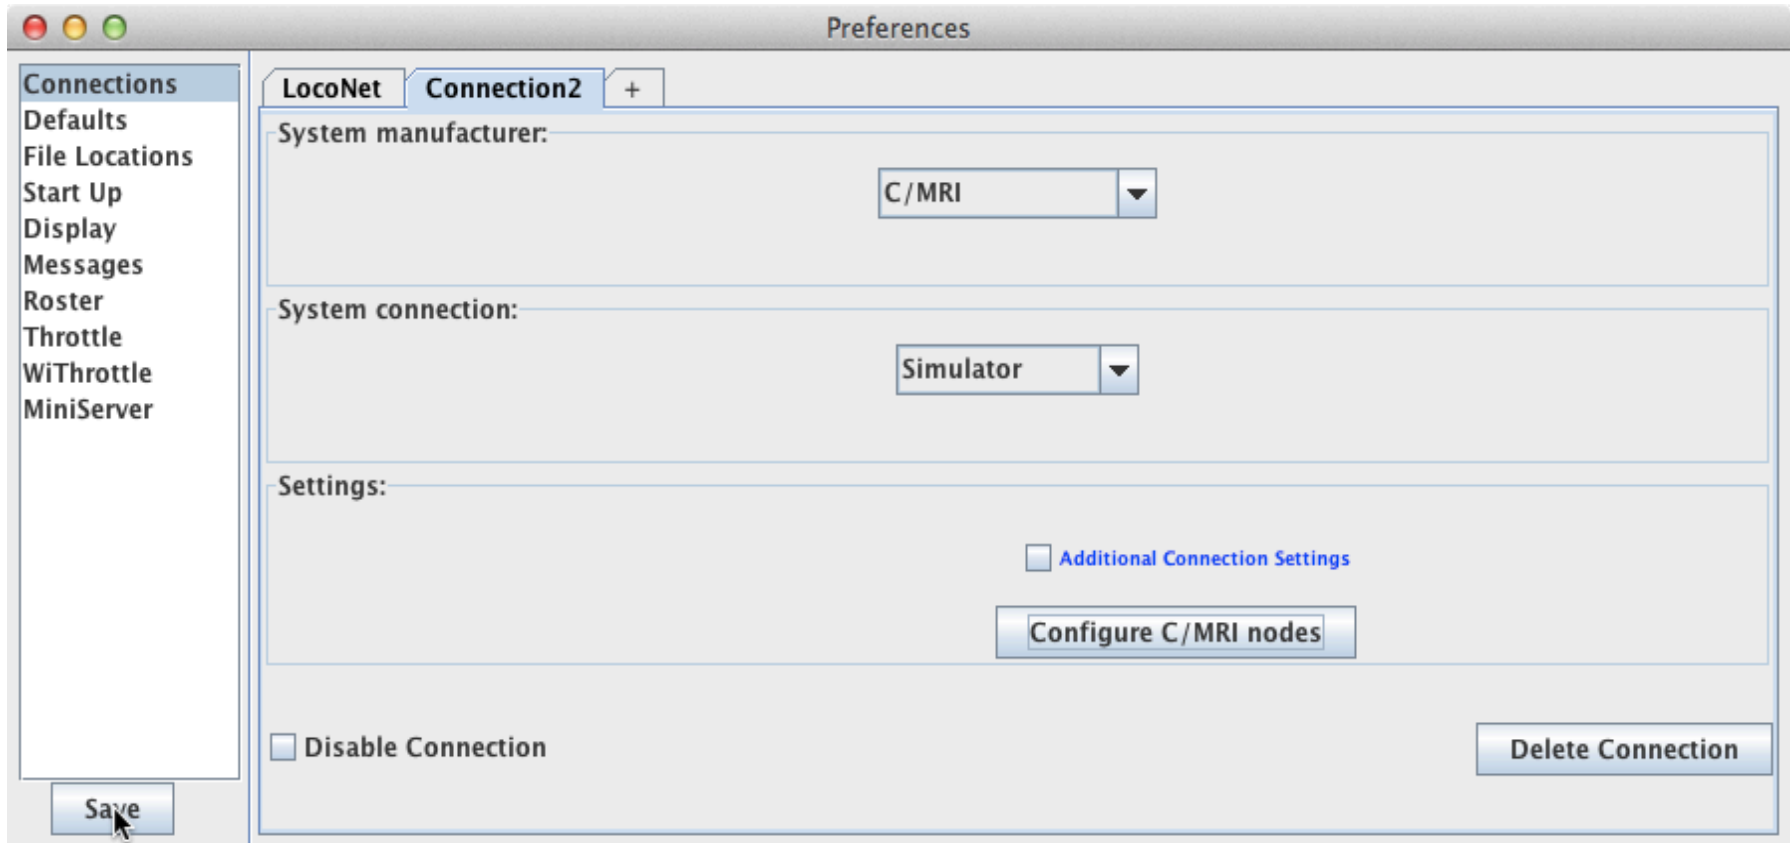 Preferences
Connections
Defaults
File Locations
Start Up
Display
Messages
Roster
Throttle
WiThrottle
MiniServer
Save
LocoNet Connection2 +
System manufacturer:
C/MRI
System connection:
Simulator
Settings:
Additional Connection Settings
Configure C/MRI nodes
Disable Connection
Delete Connection